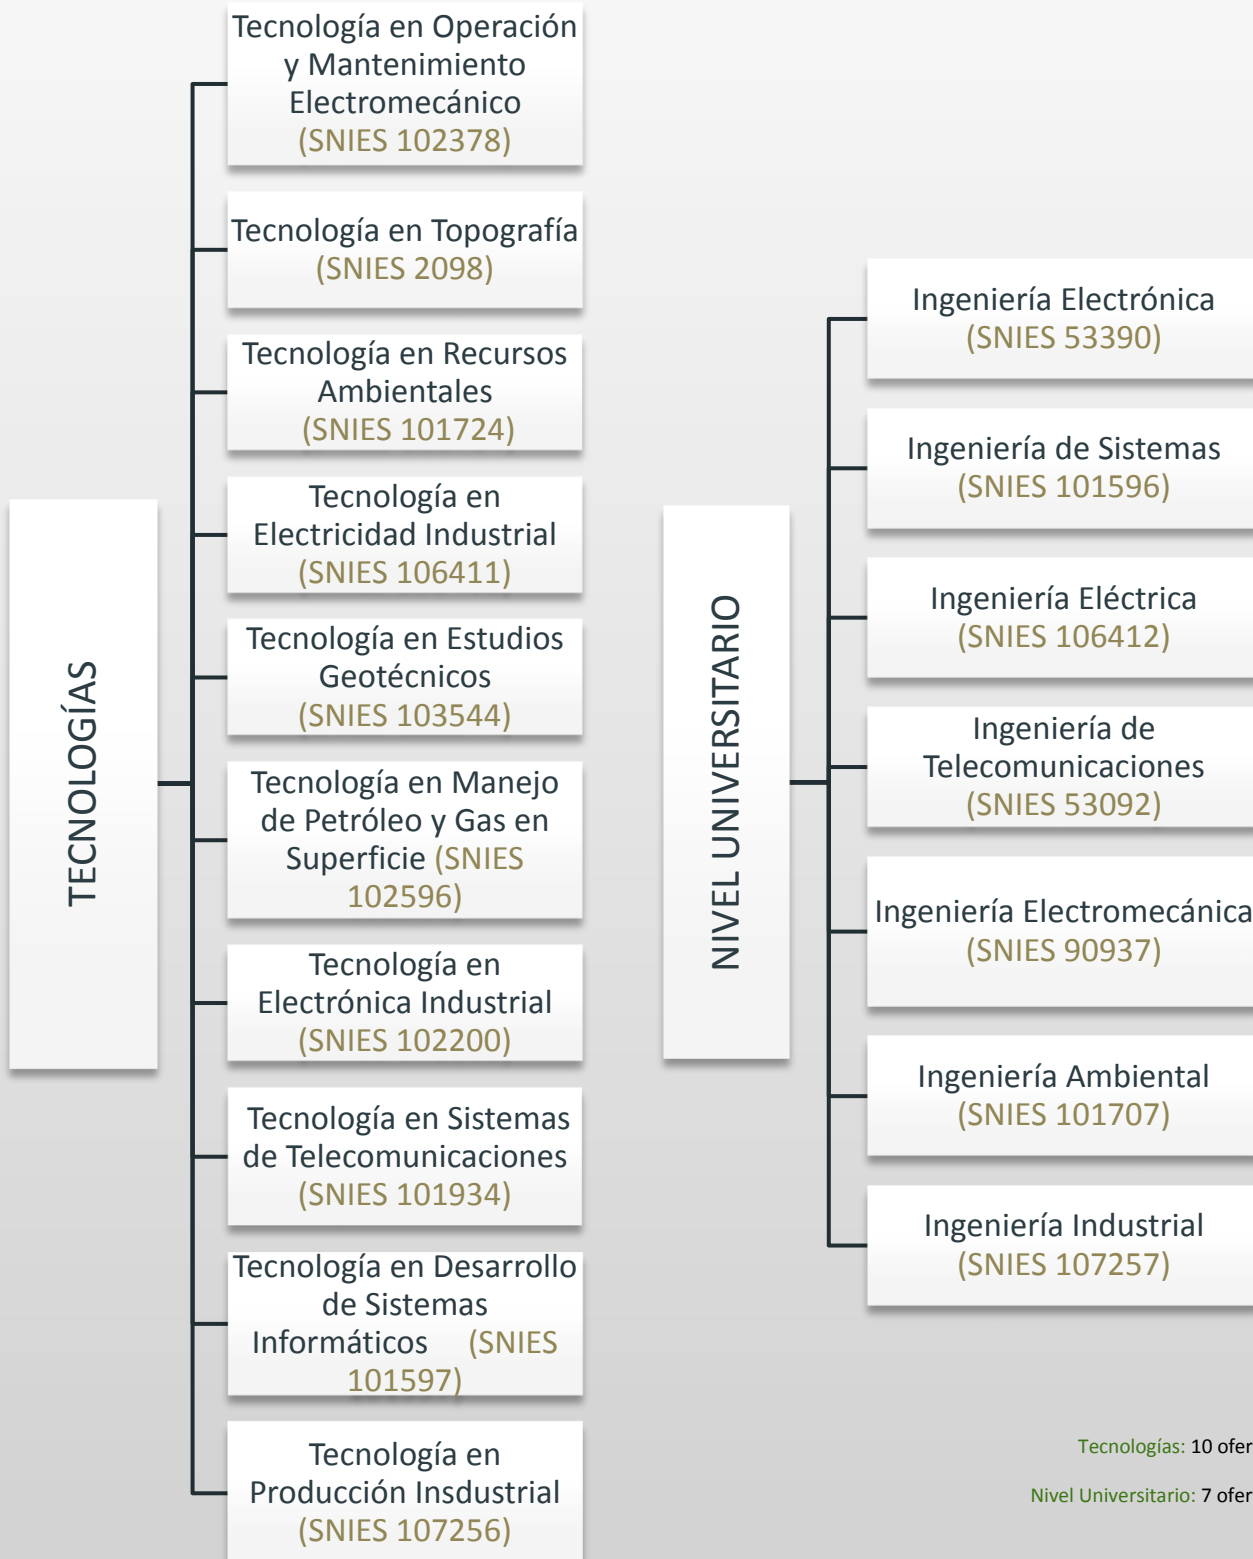 TECNOLOGÍAS
Tecnología en Operación
y Mantenimiento
Electromecánico
(SNIES 102378)
Tecnología en Topografía
(SNIES 2098)
Tecnología en Recursos
Ambientales
(SNIES 101724)
Tecnología en
Electricidad Industrial
(SNIES 106411)
Tecnología en Estudios
Geotécnicos
(SNIES 103544)
Tecnología en Manejo
de Petróleo y Gas en
Superficie (SNIES
102596)
Tecnología en
Electrónica Industrial
(SNIES 102200)
Tecnología en Sistemas
de Telecomunicaciones
(SNIES 101934)
Tecnología en Desarrollo
de Sistemas
Informáticos (SNIES
101597)
Tecnología en
Producción Insdustrial
(SNIES 107256)
NIVEL UNIVERSITARIO
Ingeniería Electrónica
(SNIES 53390)
Ingeniería de Sistemas
(SNIES 101596)
Ingeniería Eléctrica
(SNIES 106412)
Ingeniería de
Telecomunicaciones
(SNIES 53092)
Ingeniería Electromecánica
(SNIES 90937)
Ingeniería Ambiental
(SNIES 101707)
Ingeniería Industrial
(SNIES 107257)
Tecnologías: 10 ofer
Nivel Universitario: 7 ofer